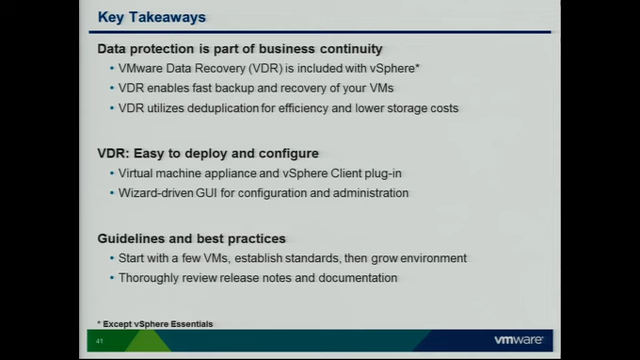 Key Takeaways
Data protection is part of business continuity
• VMware Data Recovery (VDR) is included with vSphere*
• VDR enables fast backup and recovery of your VMs
• VDR utilizes deduplication for efficiency and lower storage costs
VDR: Easy to deploy and configure
• Virtual machine appliance and vSphere Client plug-in
• Wizard-driven GUI for configuration and administration
Guidelines and best practices
• Start with a few VMs, establish standards, then grow environment
• Thoroughly review release notes and documentation
* Except vSphere Essentials
41
vmware®